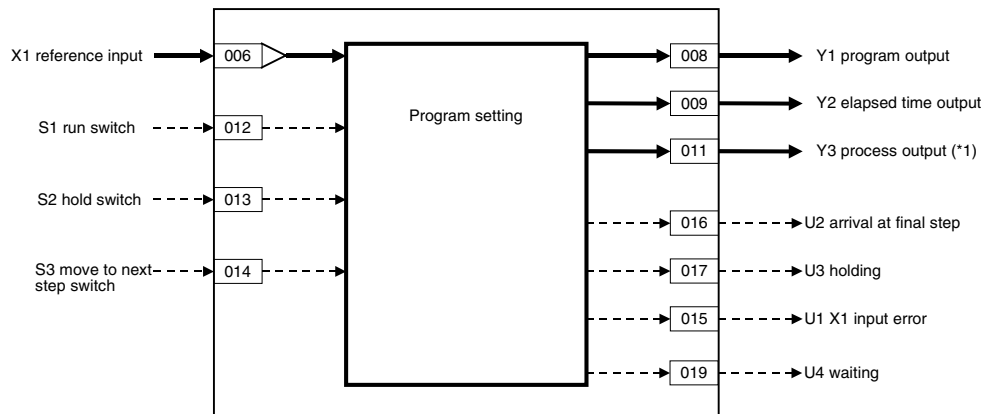 X1 reference input
006
008
Y1 program output
009
Y2 elapsed time output
Program setting
S1 run switch
012
011
Y3 process output (*1)
S2 hold switch
013
016
U2 arrival at final step
S3 move to next
step switch
014
017
U3 holding
015
U1 X1 input error
019
U4 waiting